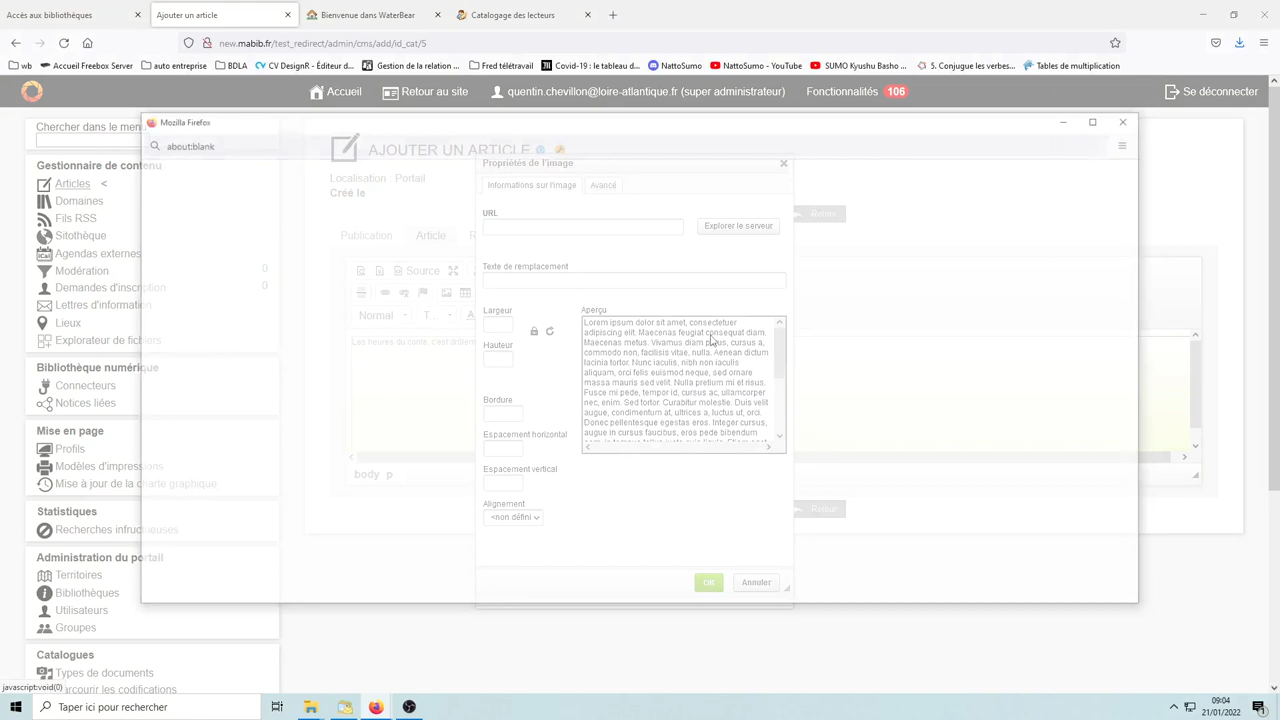 Accès aux bibliothèques
Ajouter un article
Bienvenue dans WaterBear
Catalogage des lecteurs
new.mabib.fr/test_redirect/admin/cms/add/id_cat/5
wb
Accueil Freebox Server
auto entreprise
BDLA
CV DesignR - Éditeur d...
Gestion de la relation ...
Fred télétravail
Covid-19 : le tableau d...
NattoSumo
NattoSumo - YouTube
SUMO Kyushu Basho ...
5. Conjugue les verbes...
Tables de multiplication
Accueil
Retour au site
quentin.chevillon@loire-atlantique.fr (super administrateur)
Fonctionnalités 106
Se déconnecter
Chercher dans le menu
Mozilla Firefox
about:blank
AJOUTER UN ARTICLE
Localisation : Portail
Créé le
Retour
Publication
Article
Source
Normal
T...
Les heures du conte, c'est drôlem
body p
Retour
Propriétés de l'image
Informations sur l'image
Avancé
URL
Explorer le serveur
Texte de remplacement
Largeur
Hauteur
Bordure
Espacement horizontal
Espacement vertical
Alignement
<non défini
Aperçu
Lorem ipsum dolor sit amet, consectetuer
adipiscing elit. Maecenas feugiat consequat diam.
Maecenas metus. Vivamus diam purus, cursus a,
commodo non, facilisis vitae, nulla. Aenean dictum
lacinia tortor. Nunc iaculis, nibh non iaculis
aliquam, orci felis euismod neque, sed ornare
massa mauris sed velit. Nulla pretium mi et risus.
Fusce mi pede, tempor id, cursus ac, ullamcorper
nec, enim. Sed tortor. Curabitur molestie. Duis velit
augue, condimentum at, ultrices a, luctus ut, orci.
Donec pellentesque egestas eros. Integer cursus,
augue in cursus faucibus, eros pede bibendum
OK
Annuler
Gestionnaire de contenu
Articles <
Domaines
Fils RSS
Sitothèque
Agendas externes
Modération 0
Demandes d'inscription 0
Lettres d'information
Lieux
Explorateur de fichiers
Bibliothèque numérique
Connecteurs
Notices liées
Mise en page
Profils
Modèles d'impressions
Mise à jour de la charte graphique
Statistiques
Recherches infructueuses
Administration du portail
Territoires
Bibliothèques
Utilisateurs
Groupes
Catalogues
Types de documents
Parcourir les codifications
javascript:void(0)
Taper ici pour rechercher
09:04
21/01/2022
1